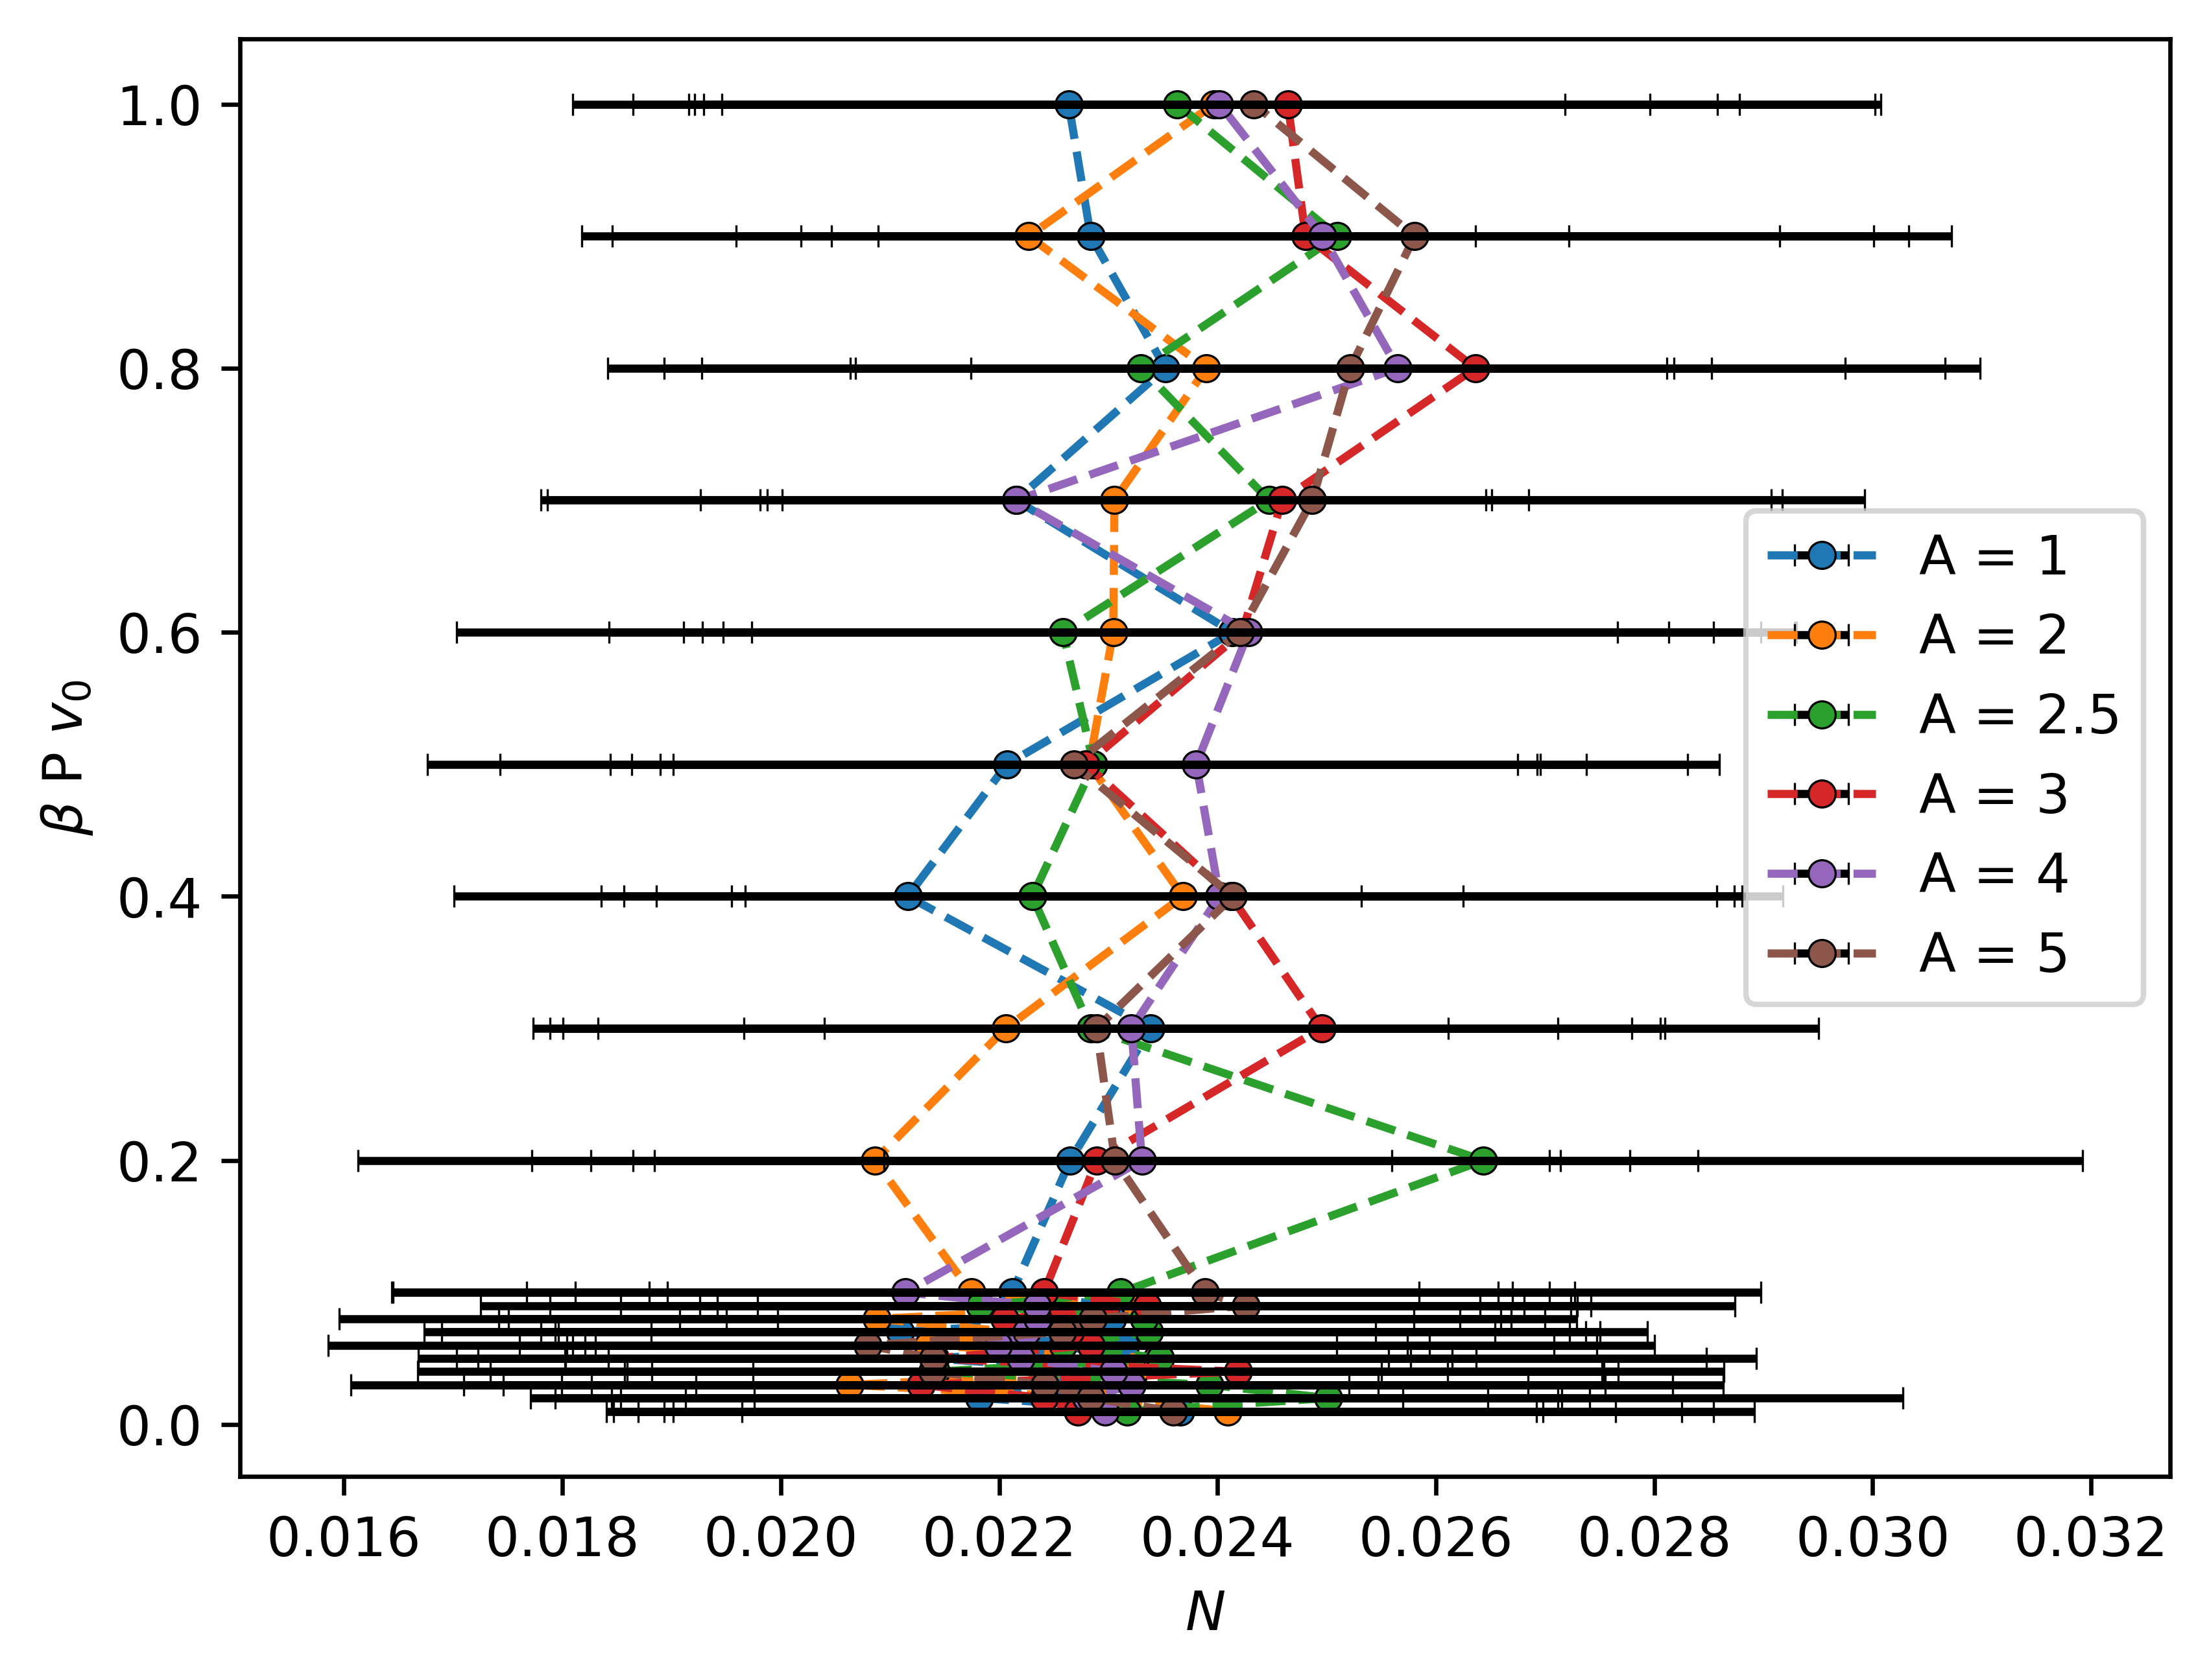 1.0
0.8
0.6
0.4
0.2
0.0
β P v₀
0.016 0.018 0.020 0.022 0.024 0.026 0.028 0.030 0.032
N
A = 1
A = 2
A = 2.5
A = 3
A = 4
A = 5